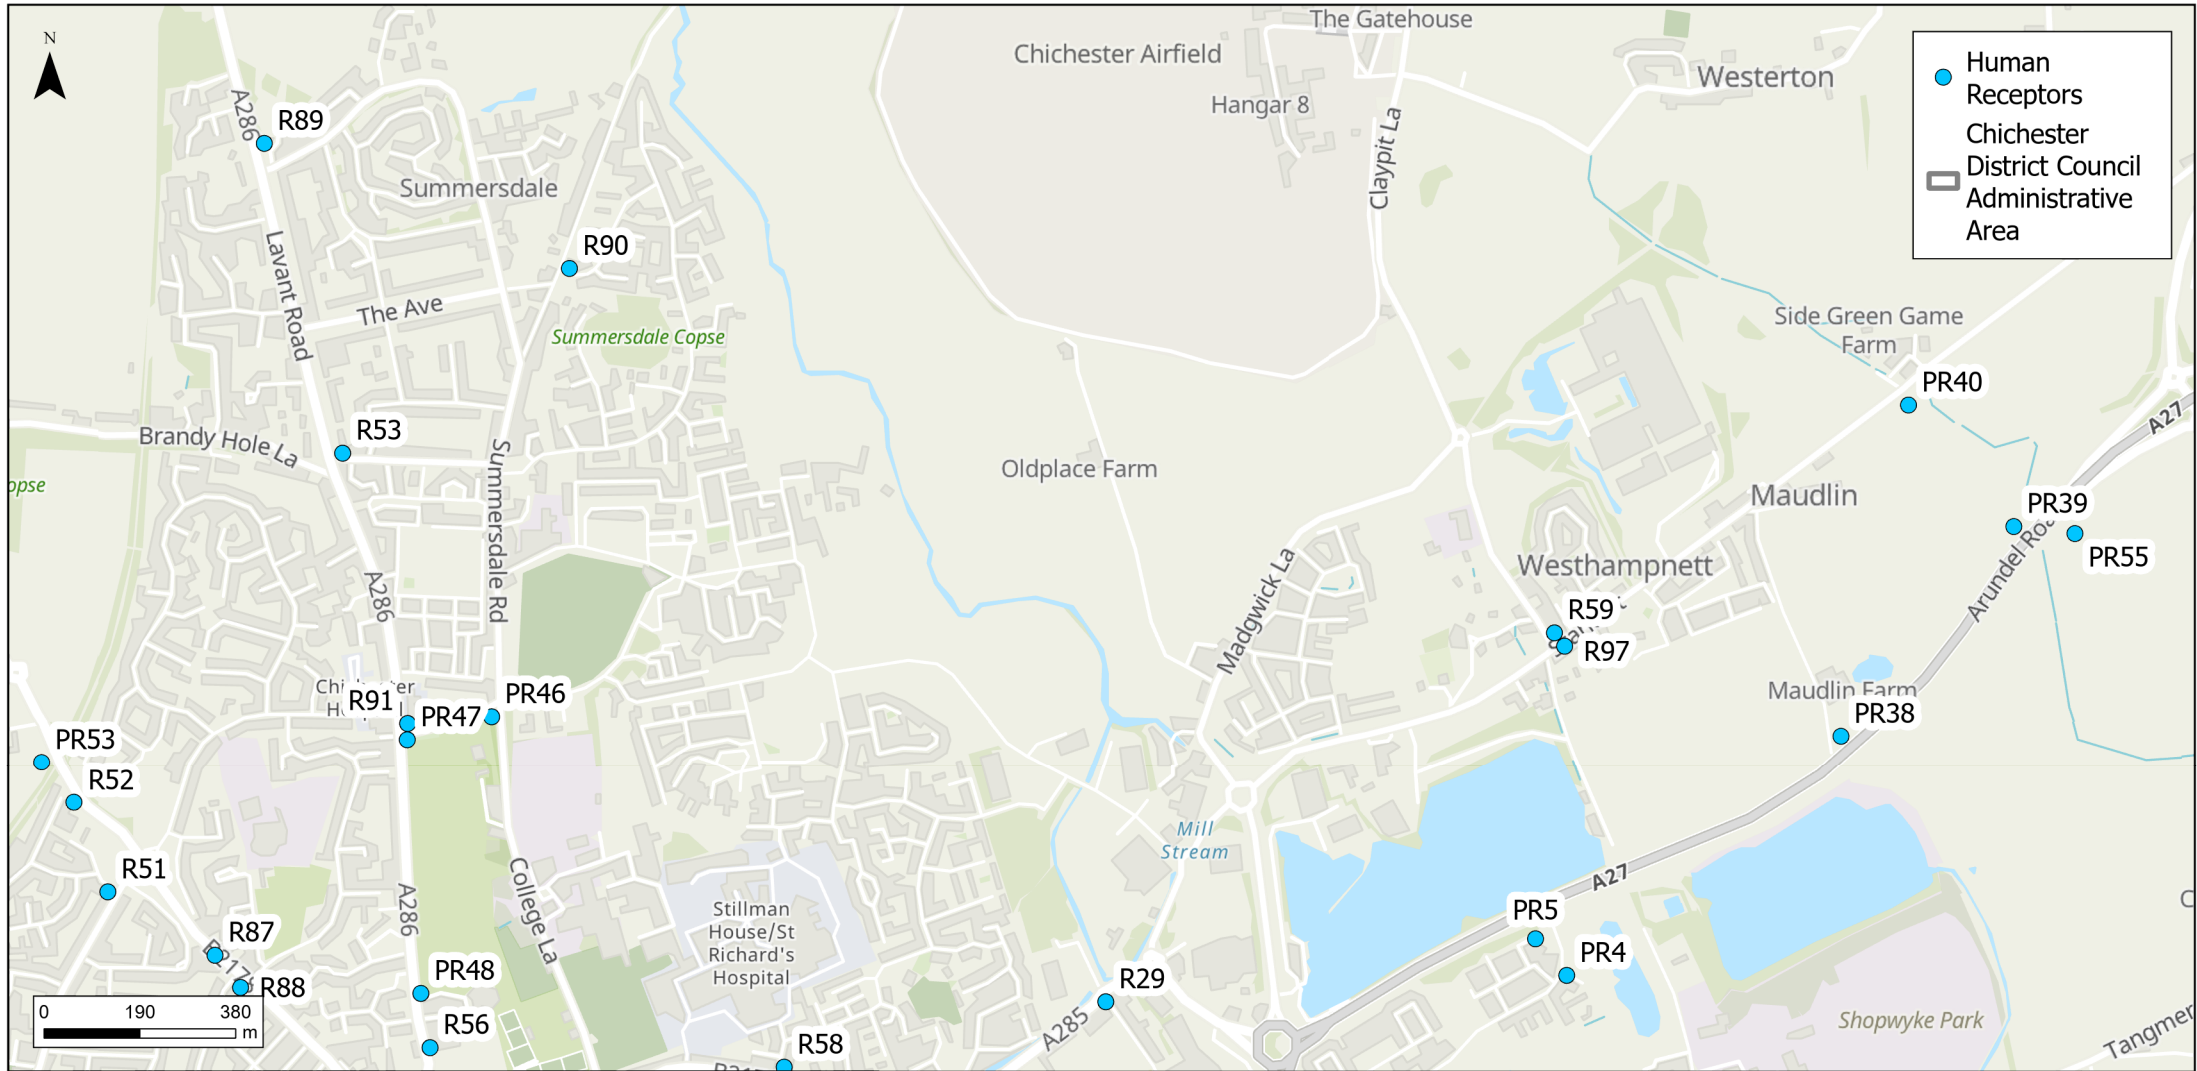 The Gatehouse
N
Chichester Airfield
Human
Receptors
Westerton
Hangar 8
A286
R89
Chichester
District Council
Administrative
Area
Claypit La
Summersdale
R90
Lavant Road
The Ave
Summersdale Copse
Side Green Game
Farm
PR40
A27
R53
Brandy Hole La
Summersdale Rd
Oldplace Farm
opse
Maudlin
PR39
Arundel Roa
PR55
Westhampnett
Madgwick La
A286
R59
R97
Maudlin Farm
R91
PR47
PR46
PR38
PR53
R52
Mill
Stream
R51
A27
A286
College La
Stillman
House/St
Richard's
Hospital
PR5
R87
PR4
PR48
R88
R29
0 190 380
m
A285
Shopwyke Park
R56
R58
Tangmer